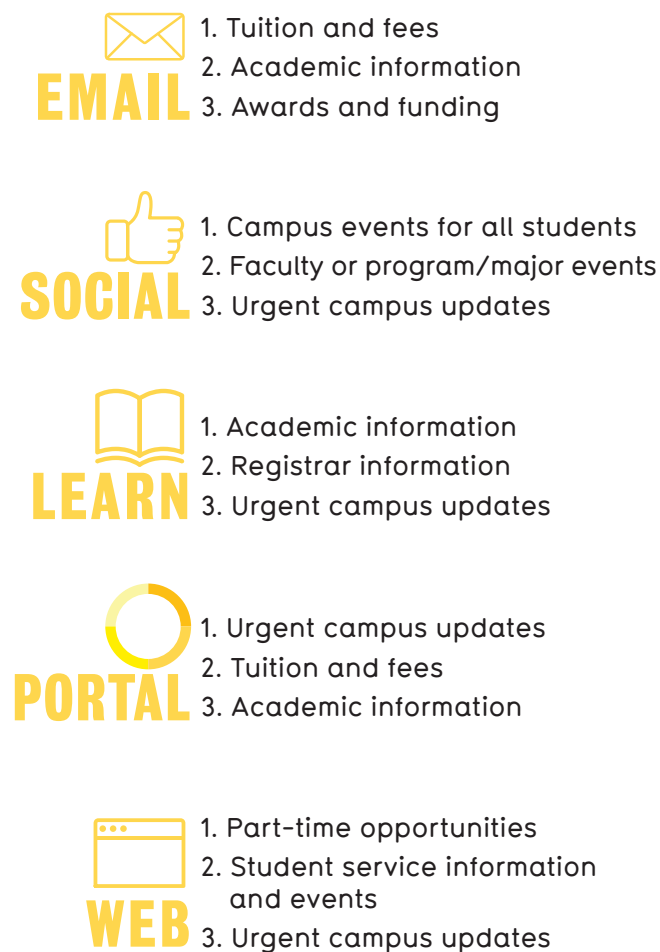 EMAIL
1. Tuition and fees
2. Academic information
3. Awards and funding
SOCIAL
1. Campus events for all students
2. Faculty or program/major events
3. Urgent campus updates
LEARN
1. Academic information
2. Registrar information
3. Urgent campus updates
PORTAL
1. Urgent campus updates
2. Tuition and fees
3. Academic information
WEB
1. Part-time opportunities
2. Student service information
and events
3. Urgent campus updates